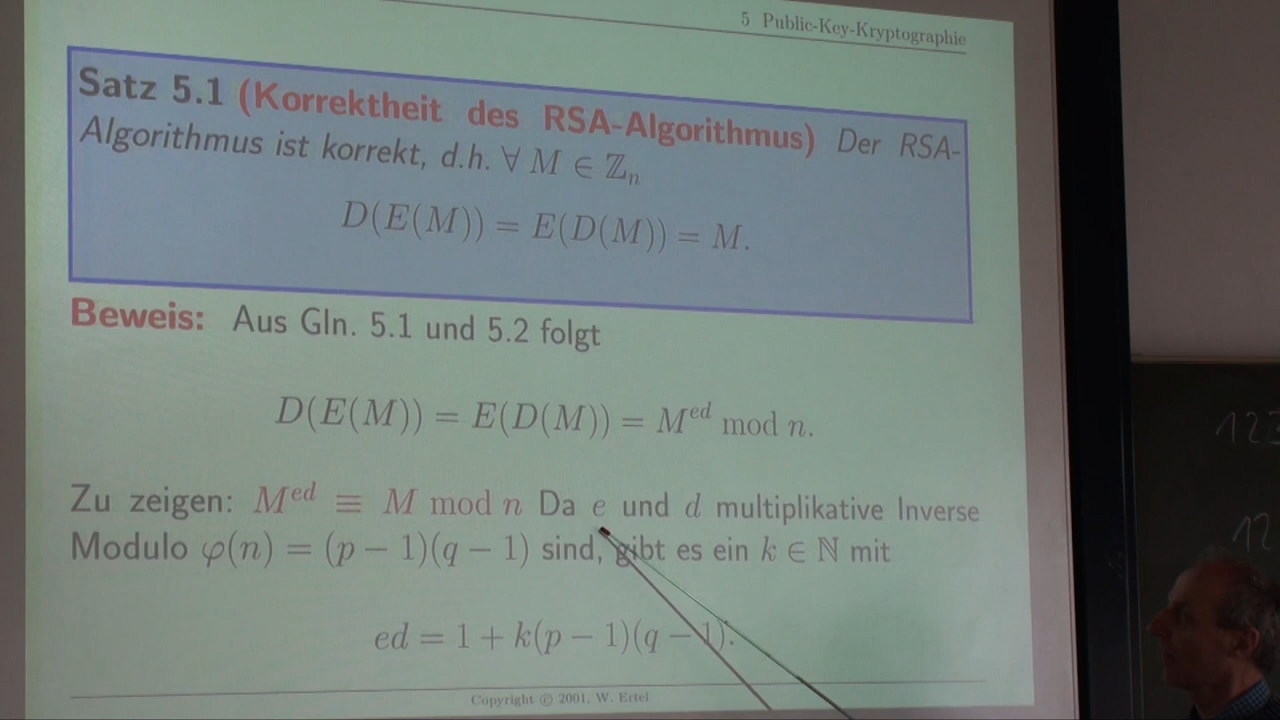 5 Public-Key-Kryptographie
Satz 5.1 (Korrektheit des RSA-Algorithmus) Der RSA-
Algorithmus ist korrekt, d.h. ∀ M ∈ ℤₙ
D(E(M)) = E(D(M)) = M.
Beweis: Aus Gln. 5.1 und 5.2 folgt
D(E(M)) = E(D(M)) = M^{ed} mod n.
Zu zeigen: M^{ed} ≡ M mod n Da e und d multiplikative Inverse
Modulo φ(n) = (p − 1)(q − 1) sind, gibt es ein k ∈ ℕ mit
ed = 1 + k(p − 1)(q − 1).
Copyright © 2001, W. Ertel
123
12